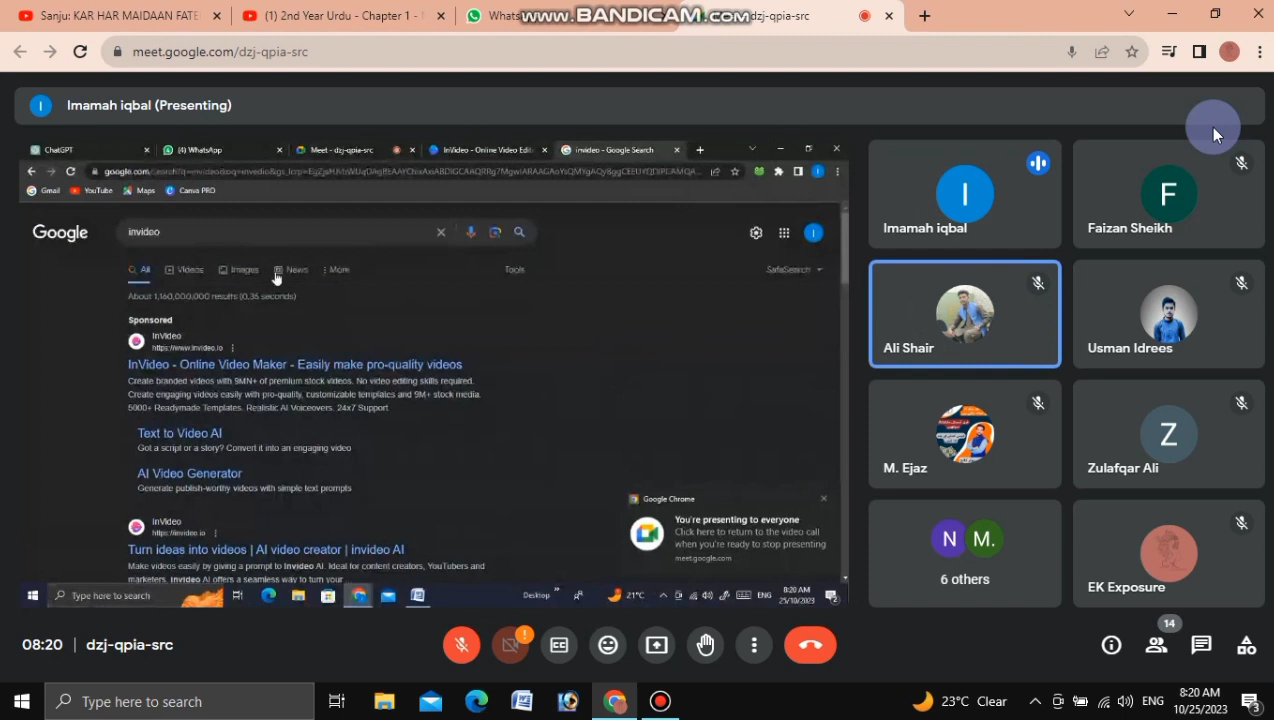 Sanju: KAR HAR MAIDAAN FATE
(1) 2nd Year Urdu - Chapter 1 -
Whats
www.BANDICAM.com
dzj-qpia-src
meet.google.com/dzj-qpia-src
I
Imamah iqbal (Presenting)
ChatGPT
(4) WhatsApp
Meet - dzj-qpia-src
InVideo - Online Video Edit
invideo - Google Search
Gmail
YouTube
Maps
Canva PRO
I
Google
invideo
I
All
Videos
Images
News
More
Tools
SafeSearch
About 1,160,000,000 results (0.35 seconds)
Sponsored
InVideo
https://www.invideo.io
InVideo - Online Video Maker - Easily make pro-quality videos
Create branded videos with 9MN+ of premium stock videos. No video editing skills required.
Create engaging videos easily with pro-quality, customizable templates and 9M+ stock media.
5000+ Readymade Templates. Realistic AI Voiceovers. 24x7 Support
Text to Video AI
Got a script or a story? Convert it into an engaging video
AI Video Generator
Generate publish-worthy videos with simple text prompts
InVideo
https://invideo.io
Turn ideas into videos | AI video creator | invideo AI
Make videos easily by giving a prompt to Invideo AI. Ideal for content creators, YouTubers and
marketers, Invideo AI offers a seamless way to turn your
Google Chrome
You're presenting to everyone
Click here to return to the video call
when you're ready to stop presenting
meet.google.com
Type here to search
Desktop
21°C
ENG
8:20 AM
25/10/2023
2
I
Imamah iqbal
F
Faizan Sheikh
Ali Shair
Usman Idrees
M. Ejaz
Z
Zulafqar Ali
N
M.
6 others
EK Exposure
08:20
dzj-qpia-src
14
Type here to search
23°C Clear
ENG
8:20 AM
10/25/2023
3